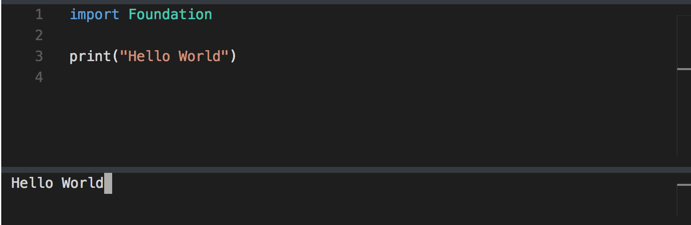 1 import Foundation
2
3 print("Hello World")
4
Hello World